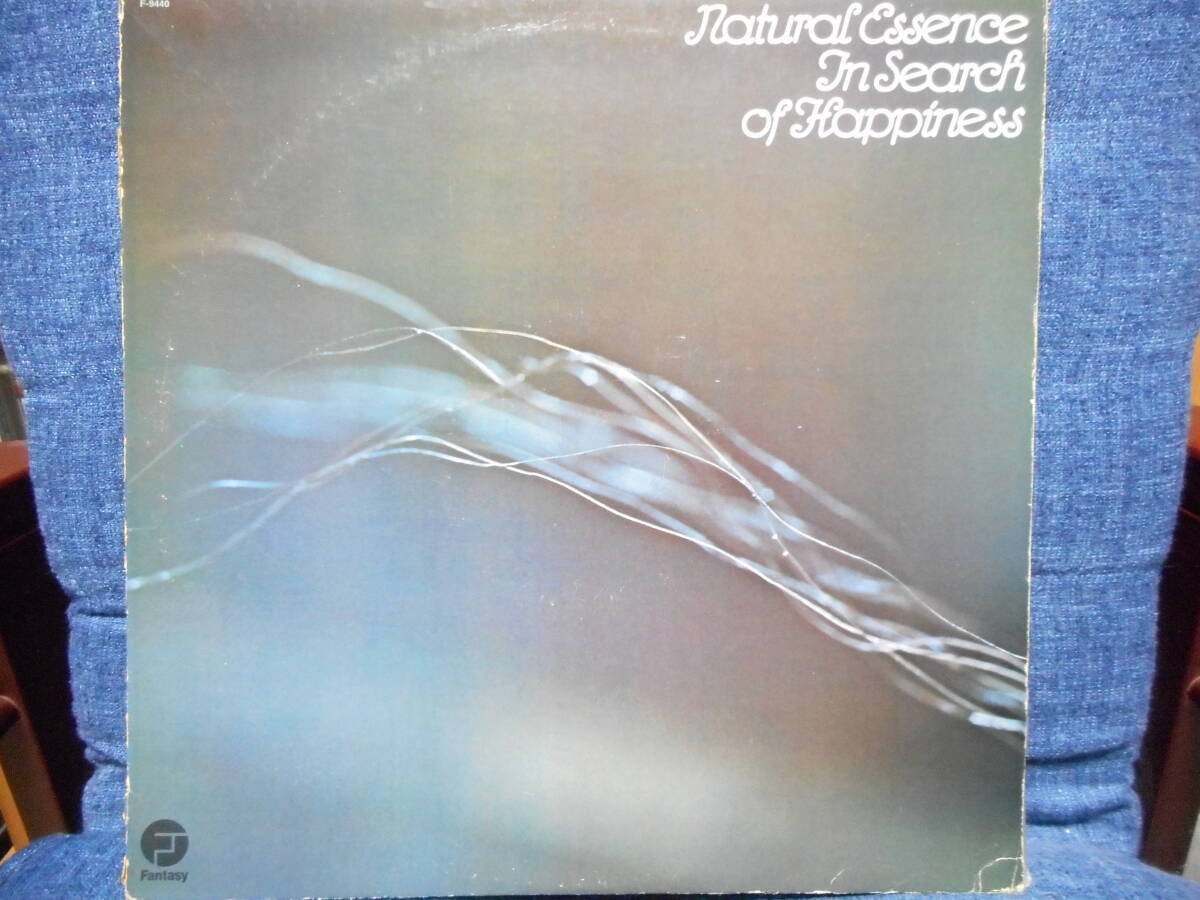 F-9440
Natural Essence
In Search
of Happiness
Fantasy